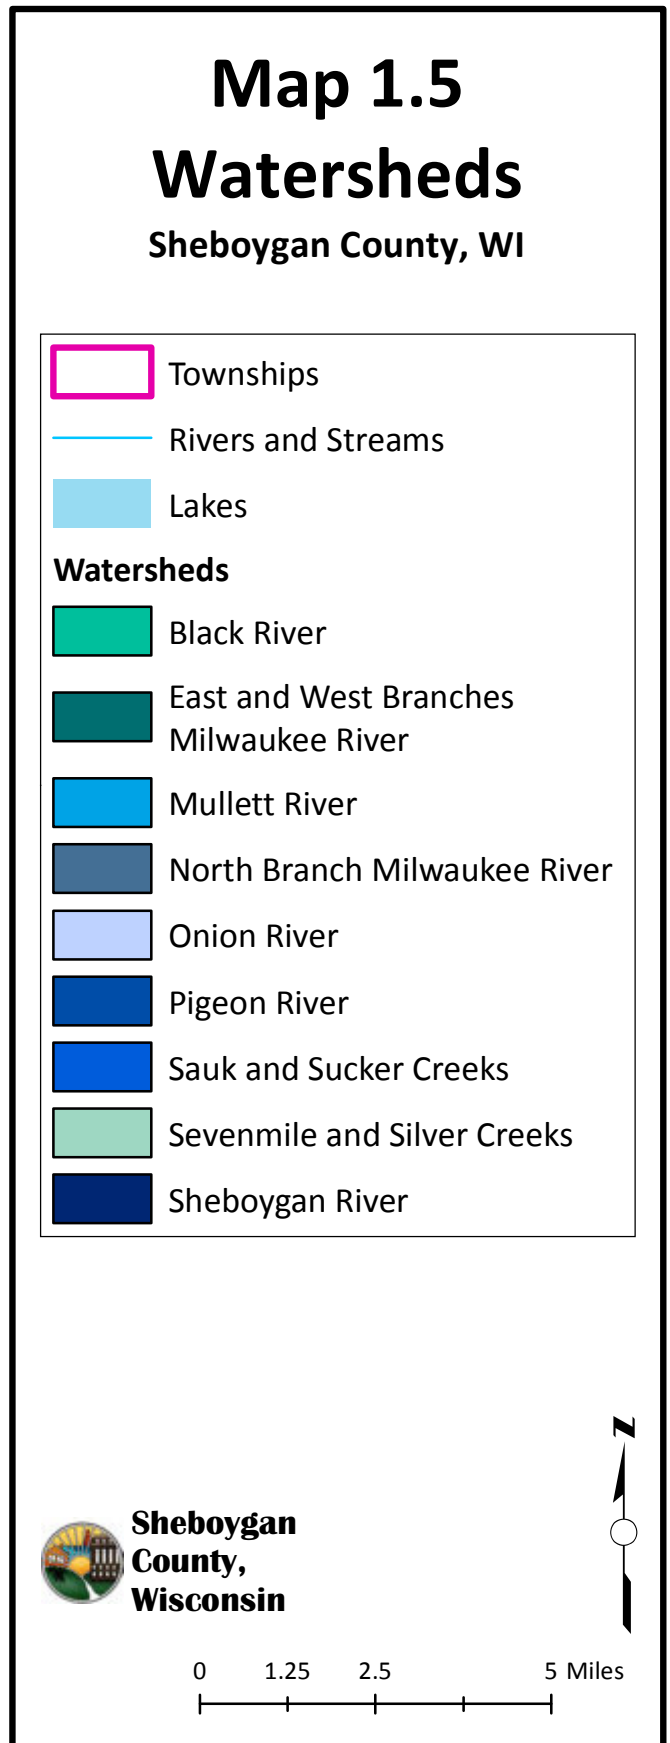 Map 1.5
Watersheds
Sheboygan County, WI
Townships
Rivers and Streams
Lakes
Watersheds
Black River
East and West Branches
Milwaukee River
Mullett River
North Branch Milwaukee River
Onion River
Pigeon River
Sauk and Sucker Creeks
Sevenmile and Silver Creeks
Sheboygan River
N
Sheboygan
County,
Wisconsin
0 1.25 2.5 5 Miles